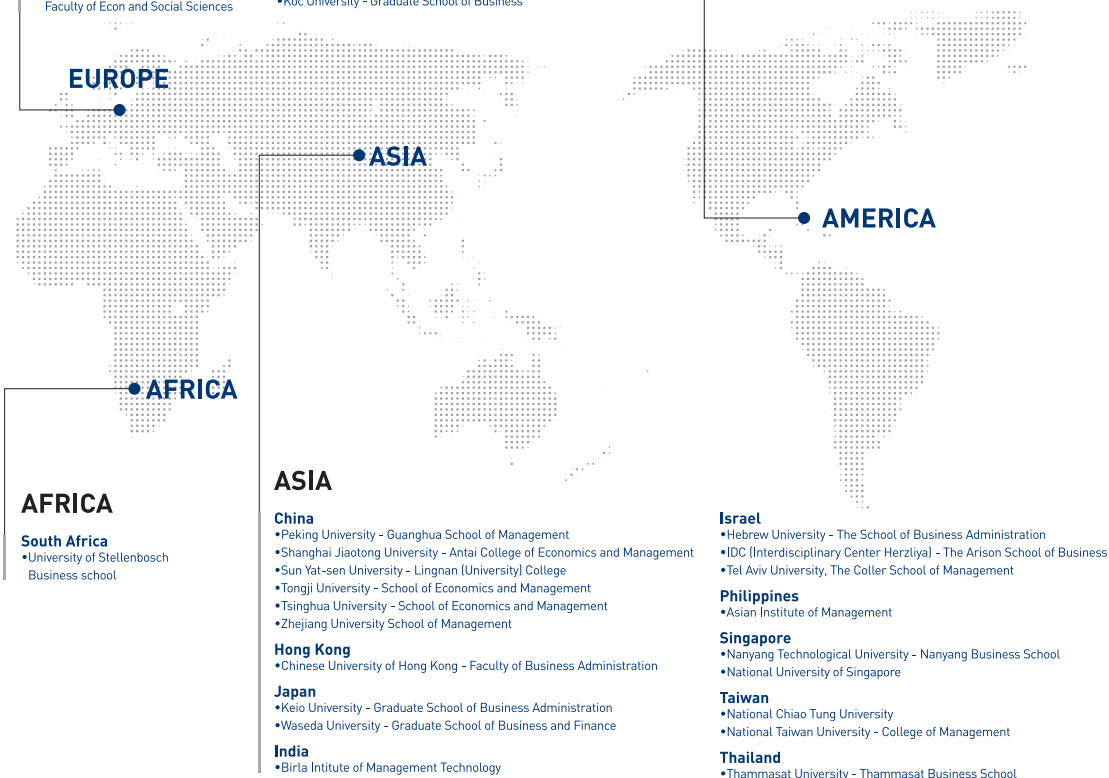 Faculty of Econ and Social Sciences
•Koc University - Graduate School of Business
EUROPE
ASIA
AMERICA
AFRICA
AFRICA
South Africa
•University of Stellenbosch
Business school
ASIA
China
•Peking University - Guanghua School of Management
•Shanghai Jiaotong University - Antai College of Economics and Management
•Sun Yat-sen University - Lingnan (University) College
•Tongji University - School of Economics and Management
•Tsinghua University - School of Economics and Management
•Zhejiang University School of Management
Hong Kong
•Chinese University of Hong Kong - Faculty of Business Administration
Japan
•Keio University - Graduate School of Business Administration
•Waseda University - Graduate School of Business and Finance
India
•Birla Intitute of Management Technology
Israel
•Hebrew University - The School of Business Administration
•IDC (Interdisciplinary Center Herzliya) - The Arison School of Business
•Tel Aviv University, The Coller School of Management
Philippines
•Asian Institute of Management
Singapore
•Nanyang Technological University - Nanyang Business School
•National University of Singapore
Taiwan
•National Chiao Tung University
•National Taiwan University - College of Management
Thailand
•Thammasat University - Thammasat Business School